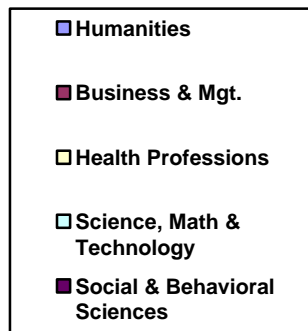 Humanities
Business & Mgt.
Health Professions
Science, Math &
Technology
Social & Behavioral
Sciences